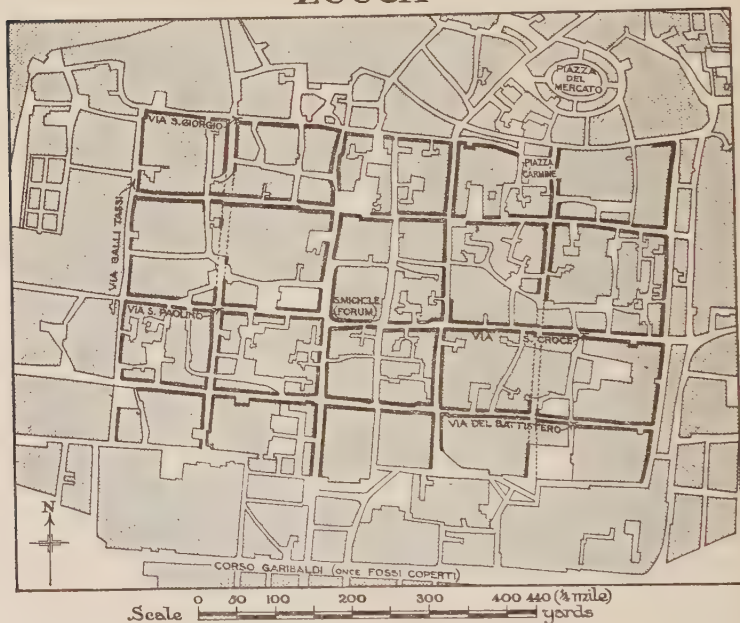 LUCCA
PIAZZA
DEL
MERCATO
VIA S. GIORGIO
PIAZZA
CARMINE
VIA BALLI TASSI
S. MICHELE
(FORUM)
VIA S. PAOLINO
VIA S. CROCE
VIA DEL BATTISTERO
N
CORSO GARIBALDI (ONCE FOSSI COPERTI)
0 50 100 200 300 400 440 (¼ mile)
Scale yards